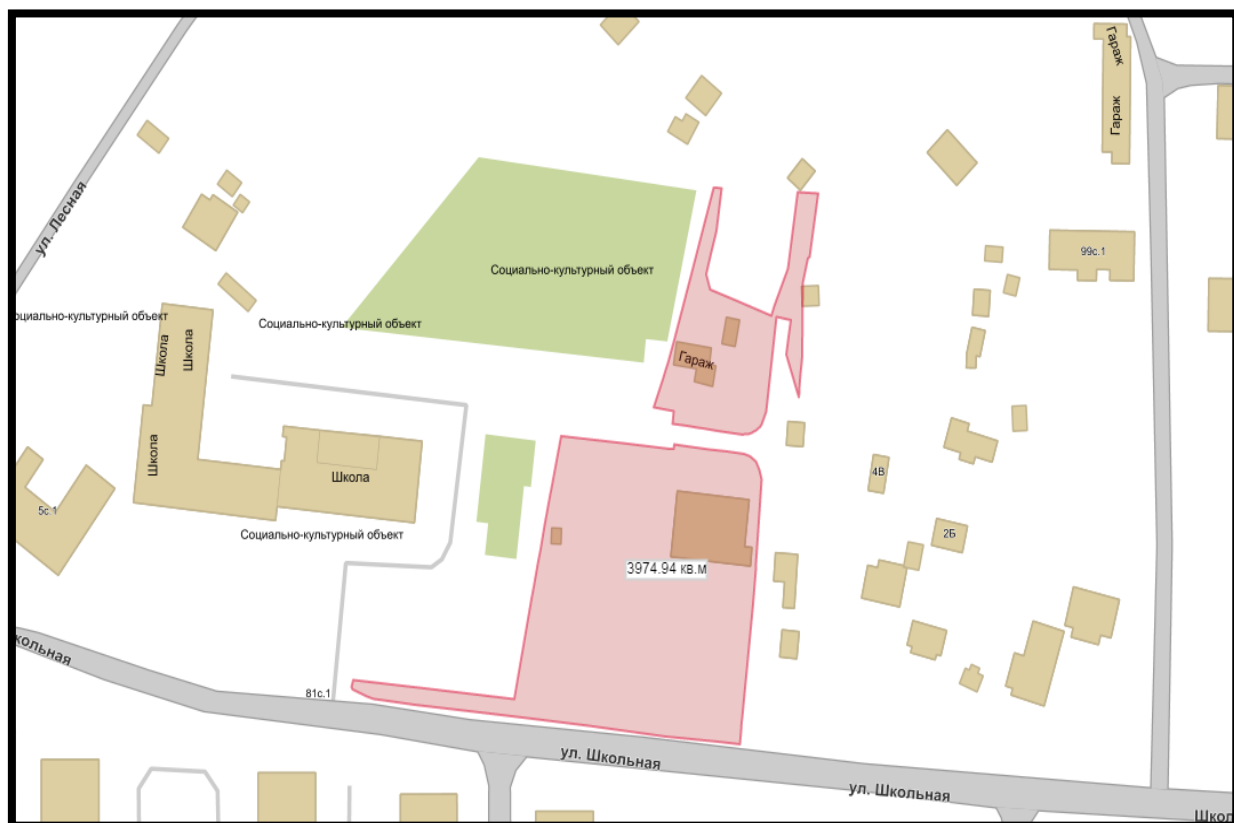 Гараж
Гараж
ул. Лесная
99с.1
Социально-культурный объект
оциально-культурный объект
Социально-культурный объект
Школа
Школа
Гараж
Школа
Школа
4В
5с.1
Социально-культурный объект
2Б
3974.94 кв.м
кольная
81с.1
ул. Школьная
ул. Школьная
Школ